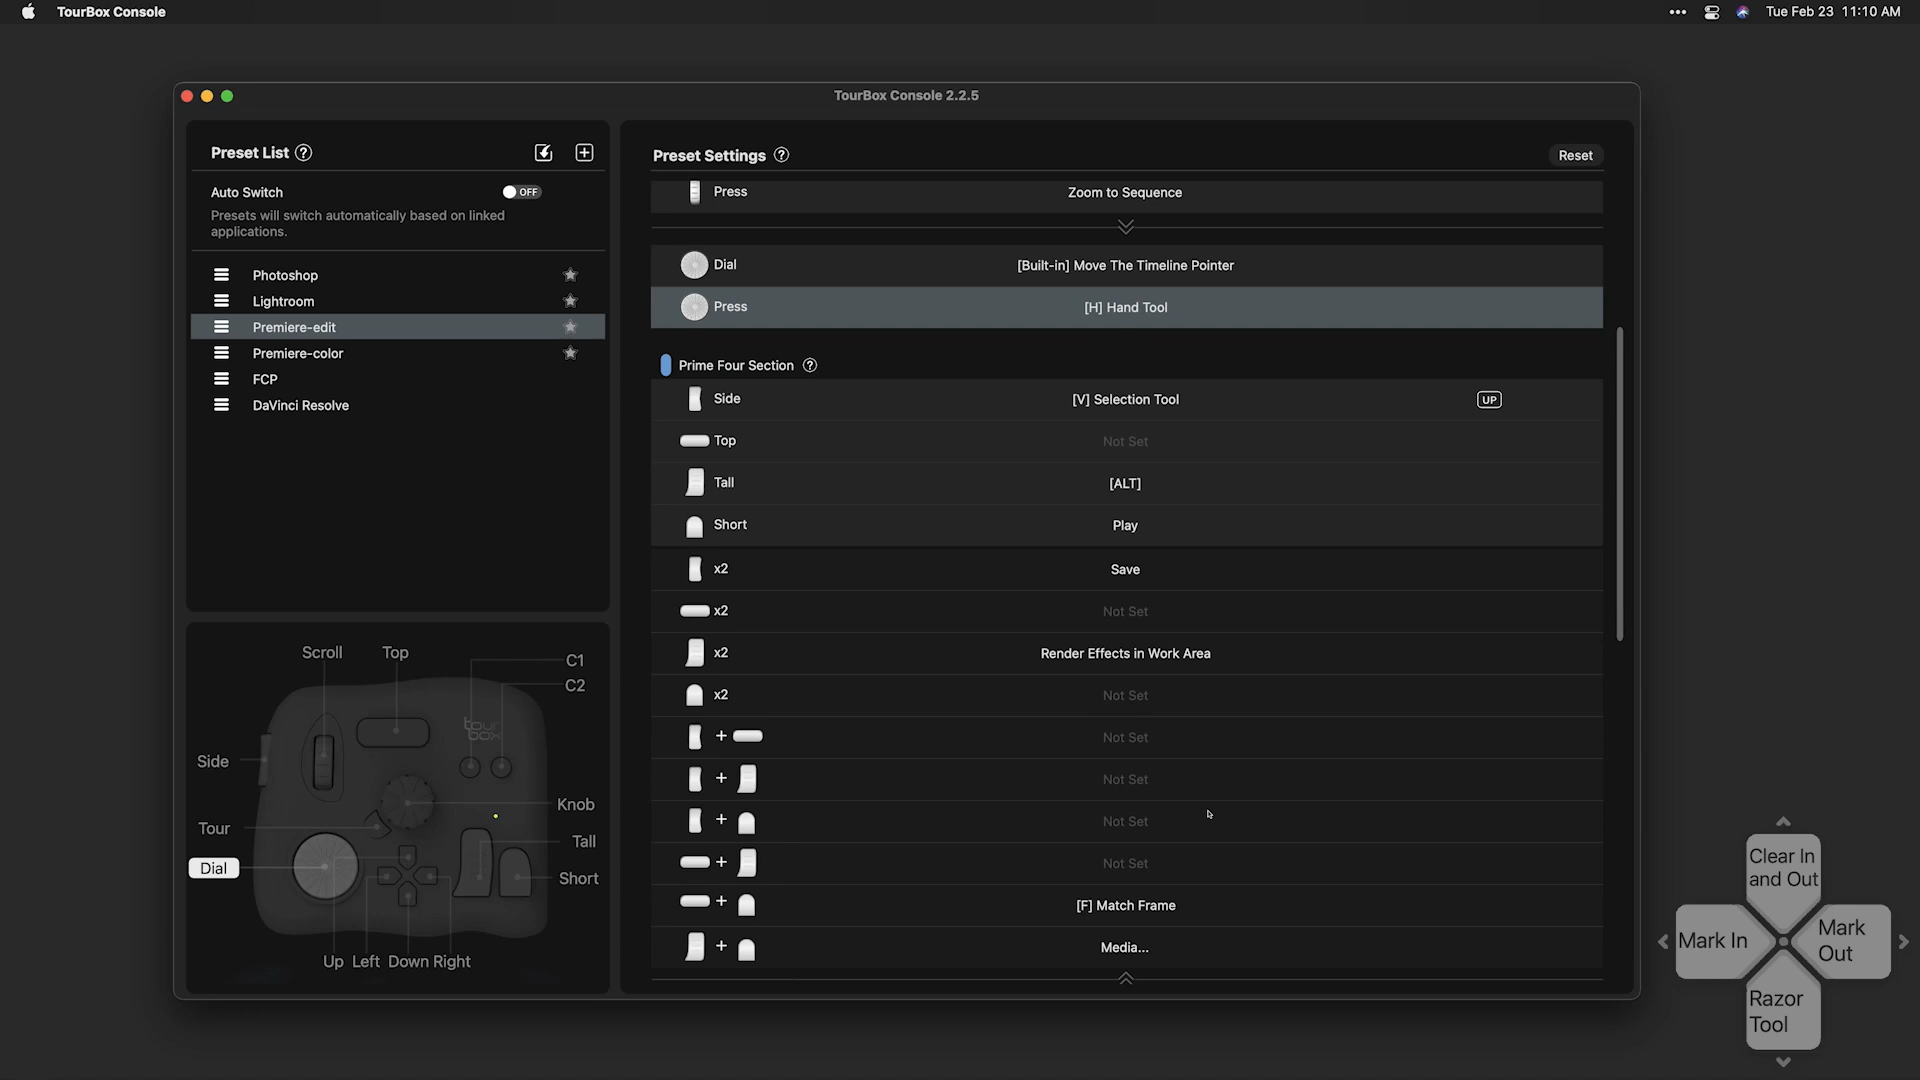 TourBox Console
Tue Feb 23 11:10 AM
TourBox Console 2.2.5
Preset List ?
Auto Switch
OFF
Presets will switch automatically based on linked
applications.
Photoshop
Lightroom
Premiere-edit
Premiere-color
FCP
DaVinci Resolve
Scroll
Top
C1
C2
tour
box
Side
Knob
Tour
Tall
Dial
Short
Up Left Down Right
Preset Settings ?
Reset
Press Zoom to Sequence
Dial [Built-in] Move The Timeline Pointer
Press [H] Hand Tool
Prime Four Section ?
Side [V] Selection Tool UP
Top Not Set
Tall [ALT]
Short Play
x2 Save
x2 Not Set
x2 Render Effects in Work Area
x2 Not Set
+ Not Set
+ Not Set
+ Not Set
+ Not Set
+ [F] Match Frame
+ Media...
Clear In
and Out
Mark In
Mark
Out
Razor
Tool